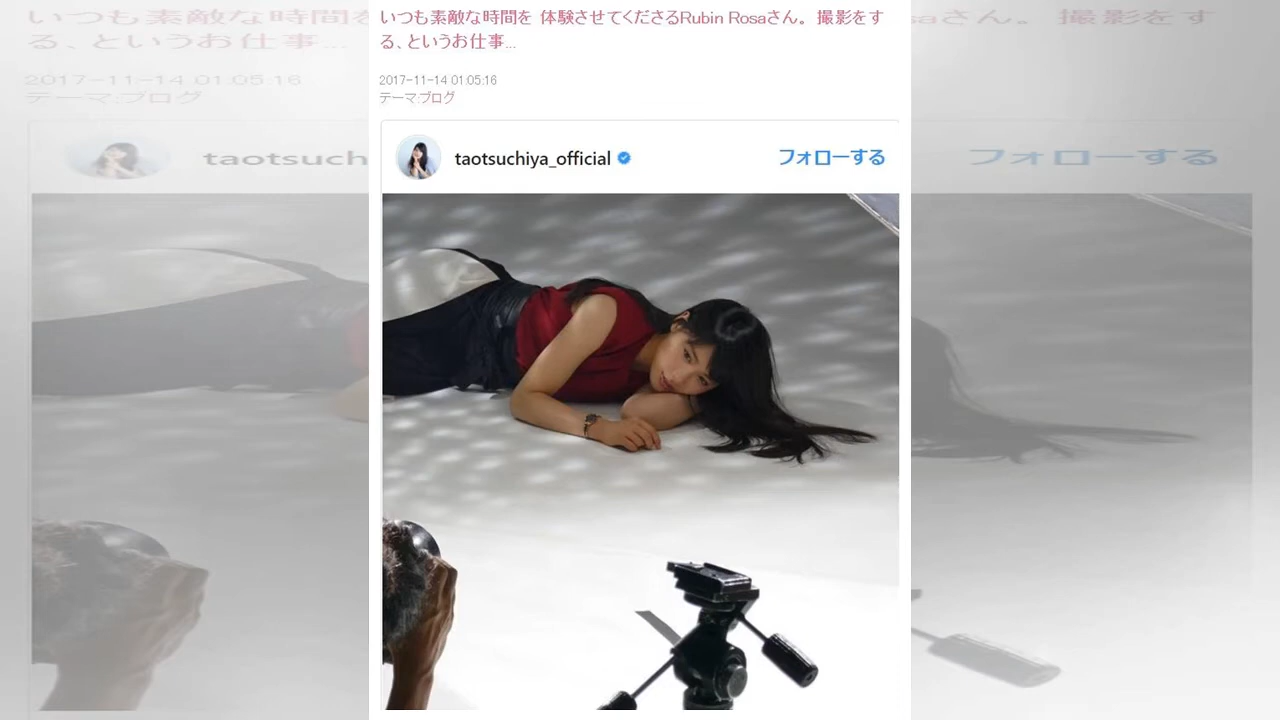 いつも素敵な時間を 体験させてくださるRubin Rosaさん。 撮影をす
る、というお仕事...
2017-11-14 01:05:16
テーマ:ブログ
taotsuchiya_official
フォローする